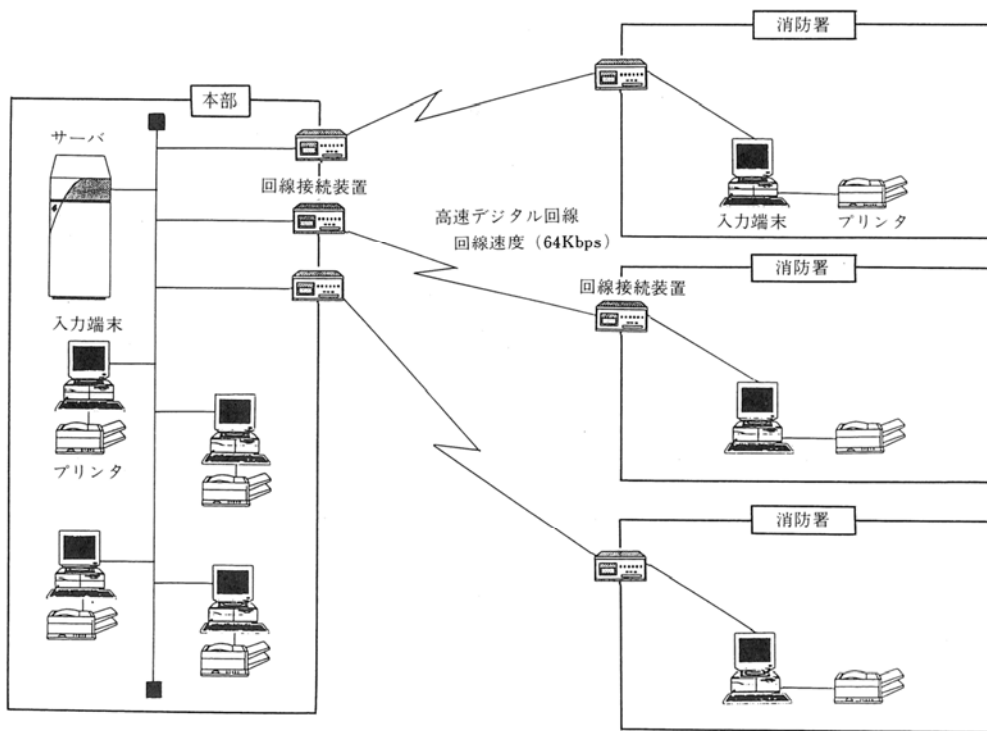 消防署
本部
サーバ
回線接続装置
高速デジタル回線
回線速度（64Kbps）
入力端末
プリンタ
消防署
回線接続装置
入力端末
プリンタ
消防署